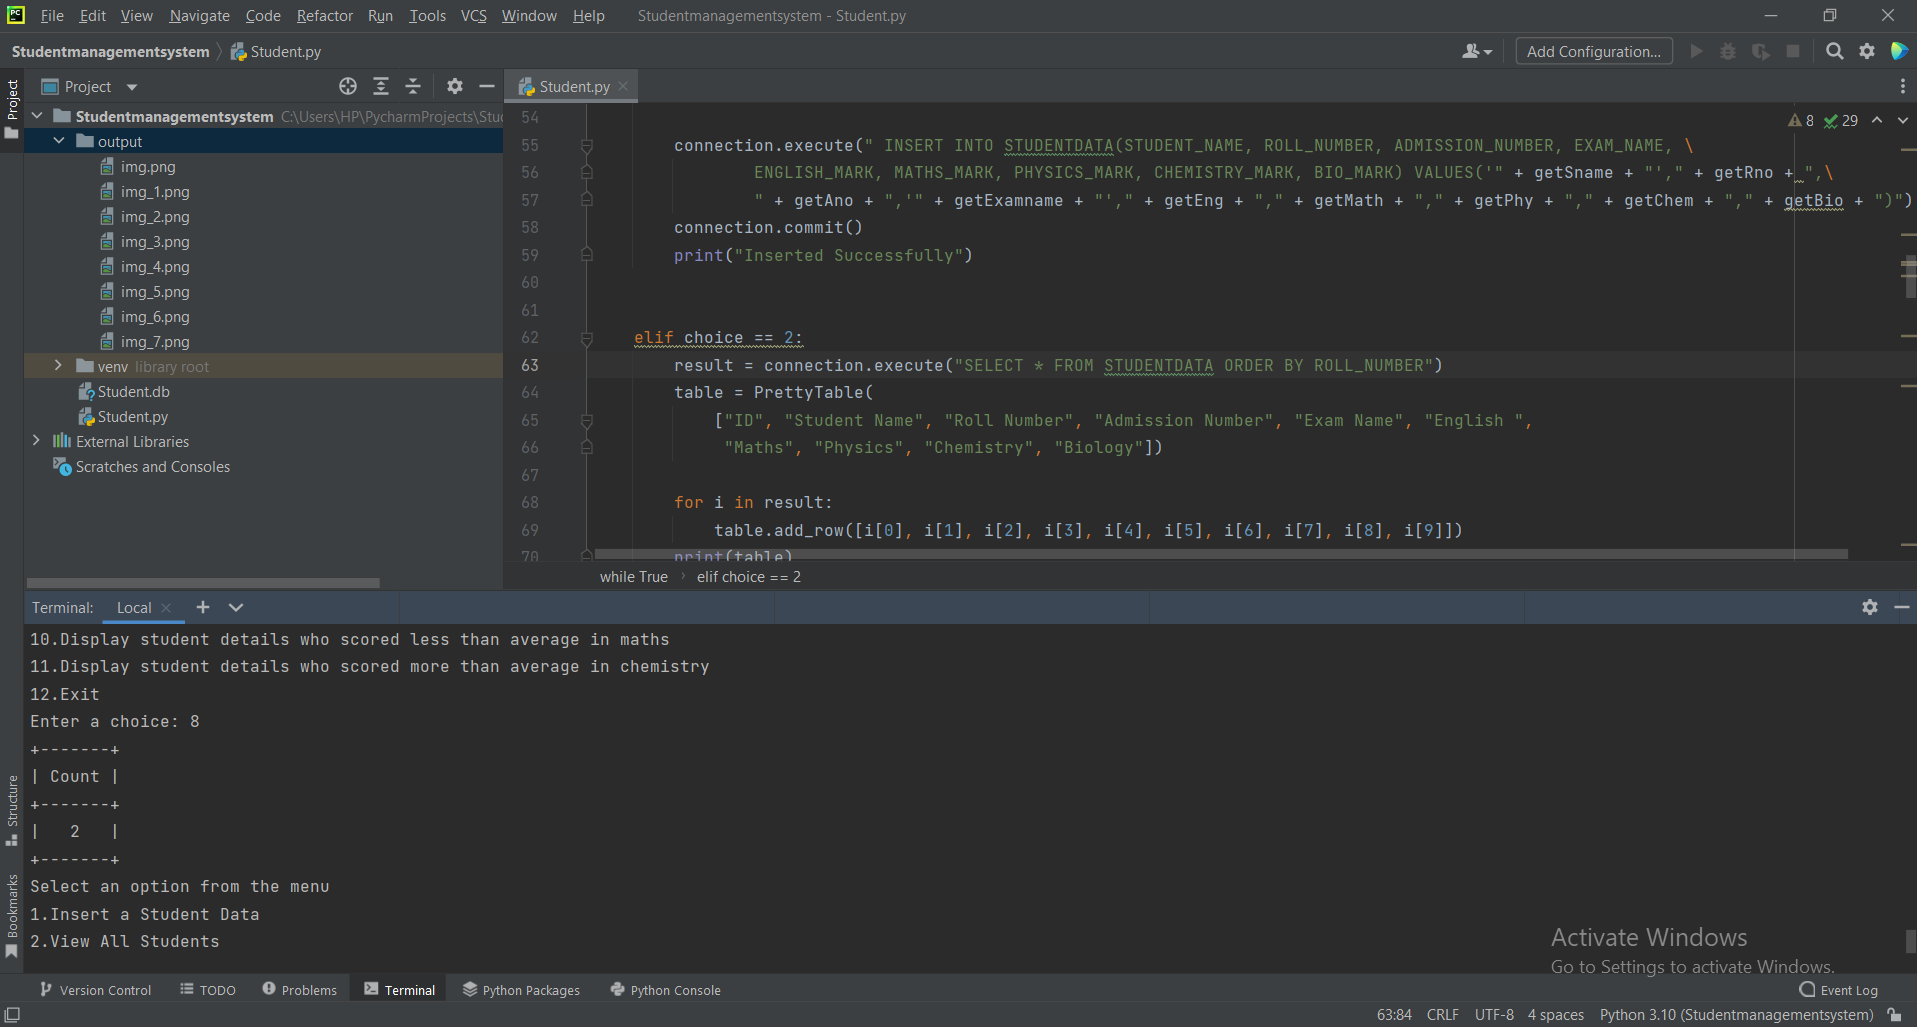 PC File Edit View Navigate Code Refactor Run Tools VCS Window Help Studentmanagementsystem - Student.py
Studentmanagementsystem Student.py Add Configuration...
Project
Project
Student.py
Studentmanagementsystem C:\Users\HP\PycharmProjects\Stu
output
img.png
img_1.png
img_2.png
img_3.png
img_4.png
img_5.png
img_6.png
img_7.png
venv library root
Student.db
Student.py
External Libraries
Scratches and Consoles
8 29
54
55 connection.execute(" INSERT INTO STUDENTDATA(STUDENT_NAME, ROLL_NUMBER, ADMISSION_NUMBER, EXAM_NAME, \
56 ENGLISH_MARK, MATHS_MARK, PHYSICS_MARK, CHEMISTRY_MARK, BIO_MARK) VALUES('" + getSname + "'," + getRno + ",\
57 " + getAno + ",'" + getExamname + "'," + getEng + "," + getMath + "," + getPhy + "," + getChem + "," + getBio + ")")
58 connection.commit()
59 print("Inserted Successfully")
60
61
62 elif choice == 2:
63 result = connection.execute("SELECT * FROM STUDENTDATA ORDER BY ROLL_NUMBER")
64 table = PrettyTable(
65 ["ID", "Student Name", "Roll Number", "Admission Number", "Exam Name", "English ",
66 "Maths", "Physics", "Chemistry", "Biology"])
67
68 for i in result:
69 table.add_row([i[0], i[1], i[2], i[3], i[4], i[5], i[6], i[7], i[8], i[9]])
70 print(table)
while True elif choice == 2
Terminal: Local
10.Display student details who scored less than average in maths
11.Display student details who scored more than average in chemistry
12.Exit
Enter a choice: 8
+-------+
| Count |
+-------+
| 2 |
+-------+
Select an option from the menu
1.Insert a Student Data
2.View All Students
Structure
Bookmarks
Activate Windows
Go to Settings to activate Windows.
Version Control TODO Problems Terminal Python Packages Python Console Event Log
63:84 CRLF UTF-8 4 spaces Python 3.10 (Studentmanagementsystem)